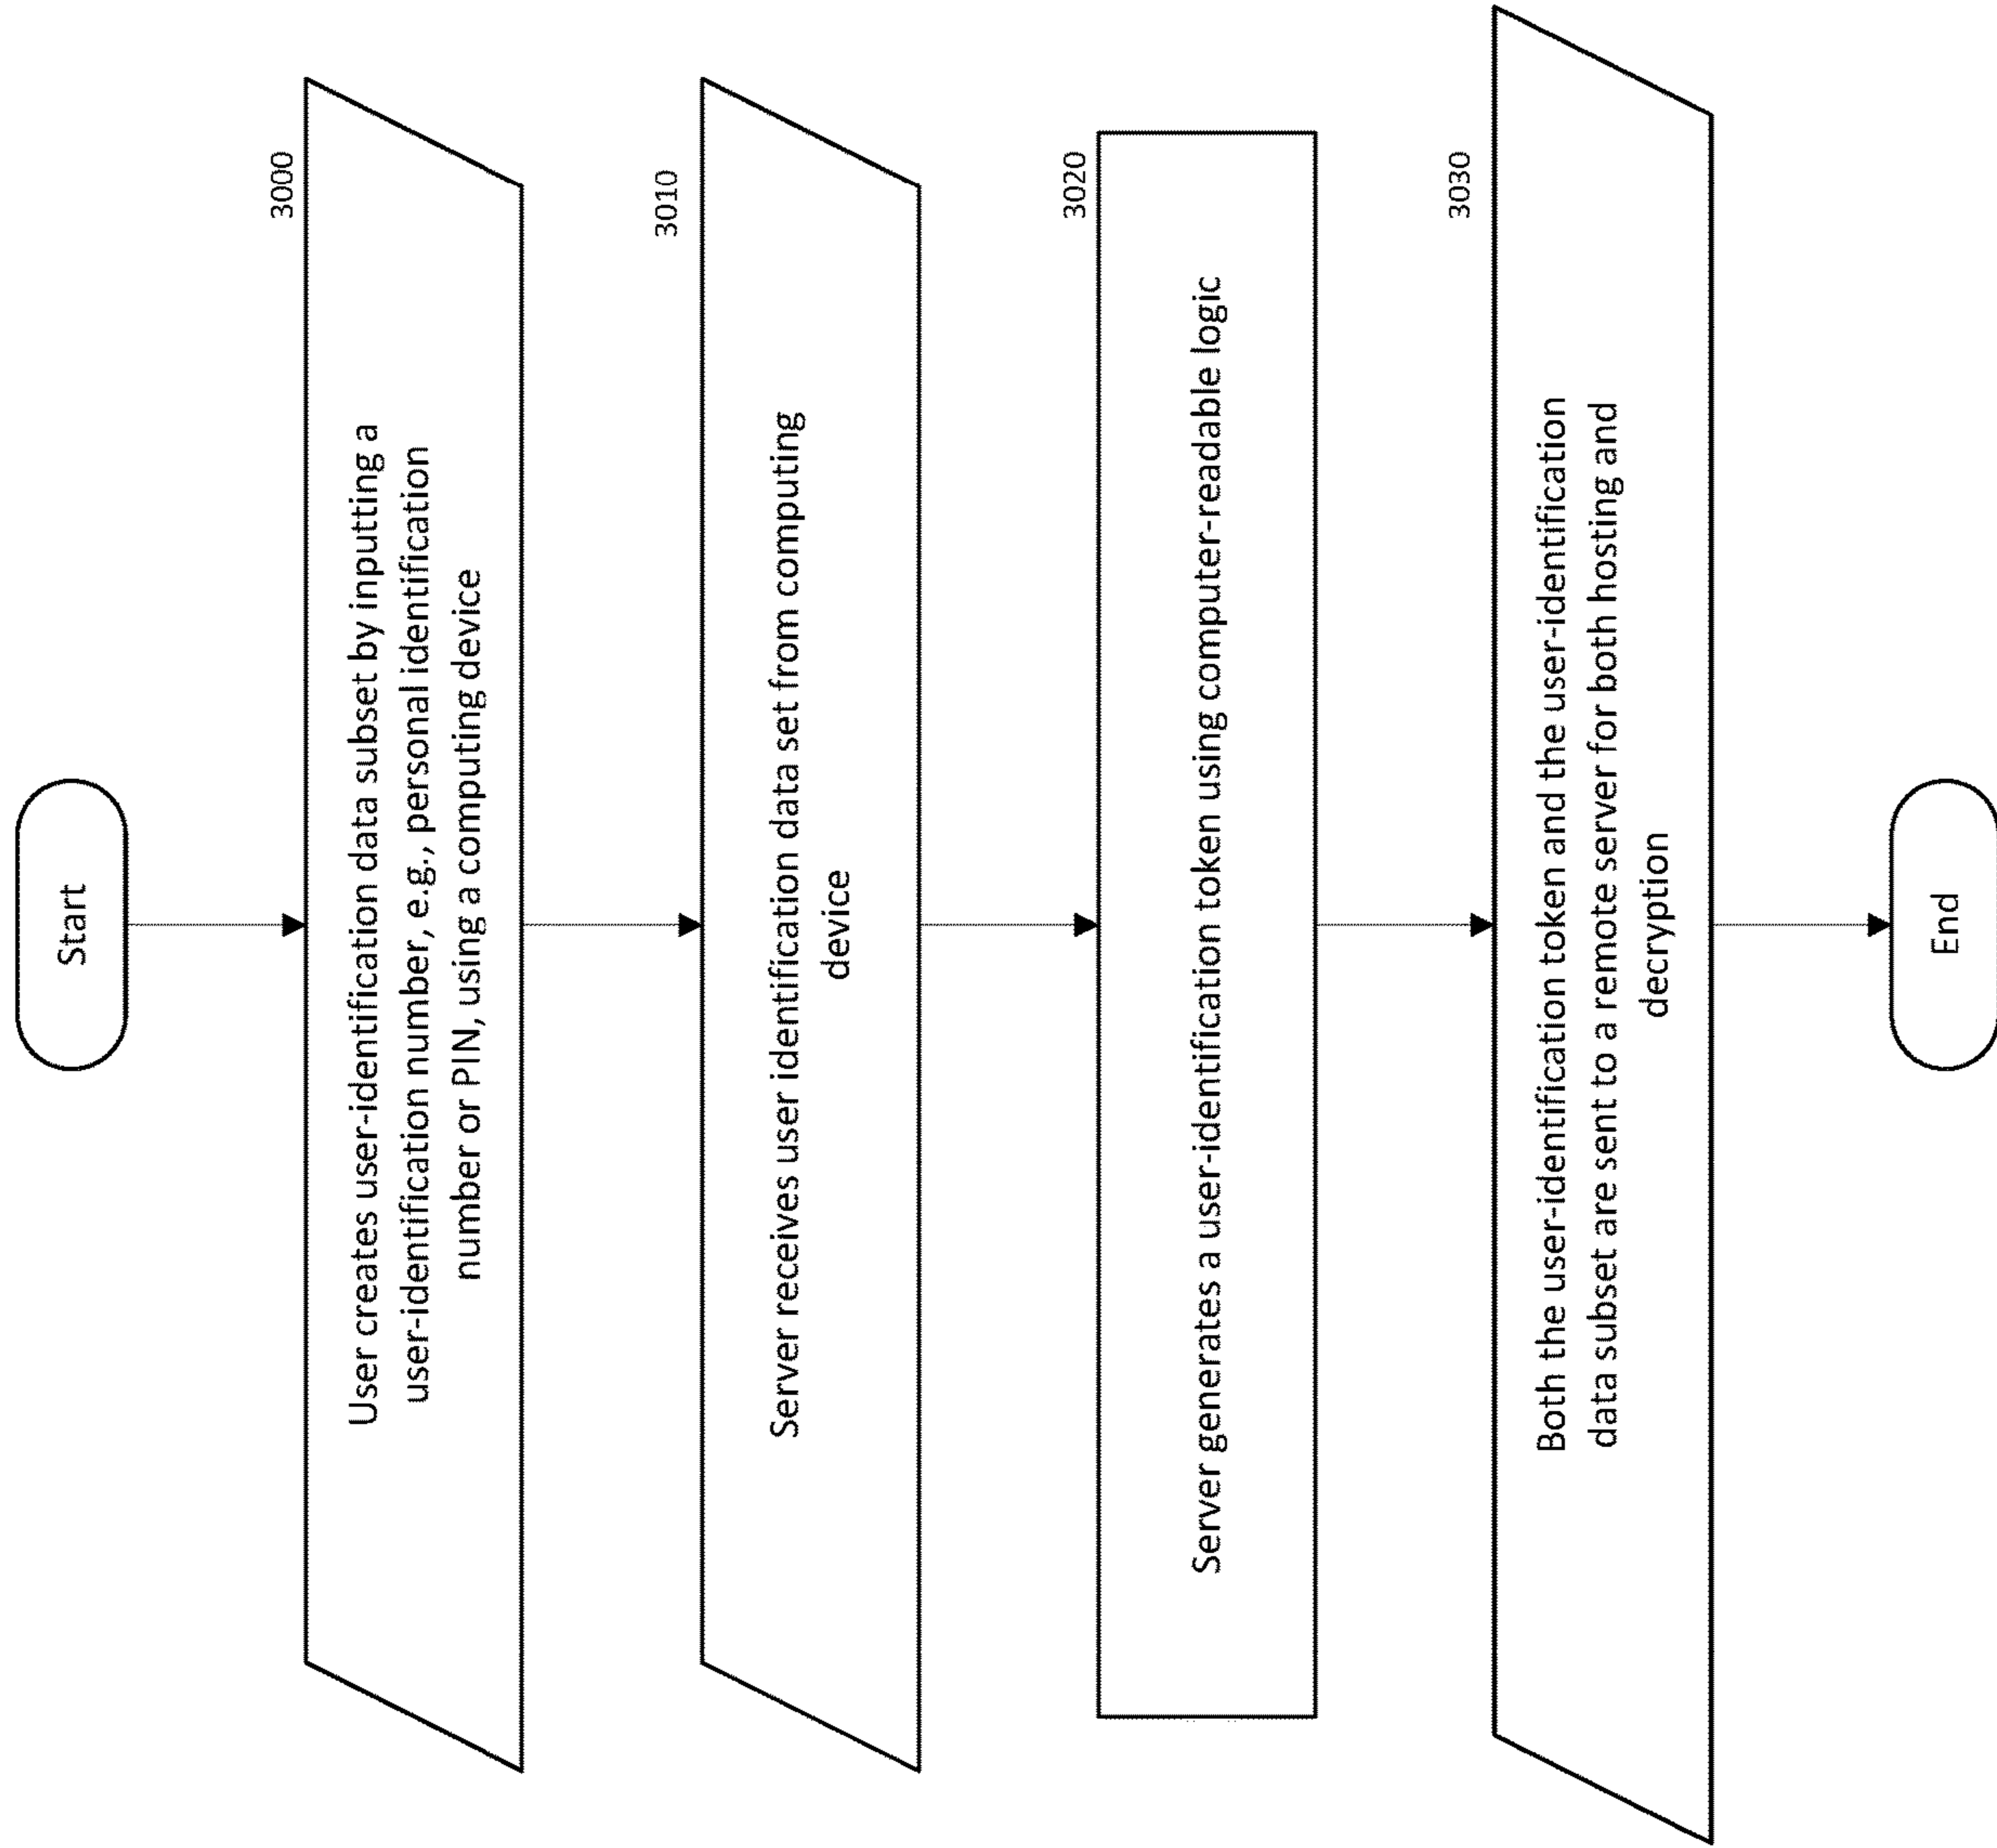 Start
3000
User creates user-identification data subset by inputting a
user-identification number, e.g., personal identification
number or PIN, using a computing device
3010
Server receives user identification data set from computing
device
3020
Server generates a user-identification token using computer-readable logic
3030
Both the user-identification token and the user-identification
data subset are sent to a remote server for both hosting and
decryption
End